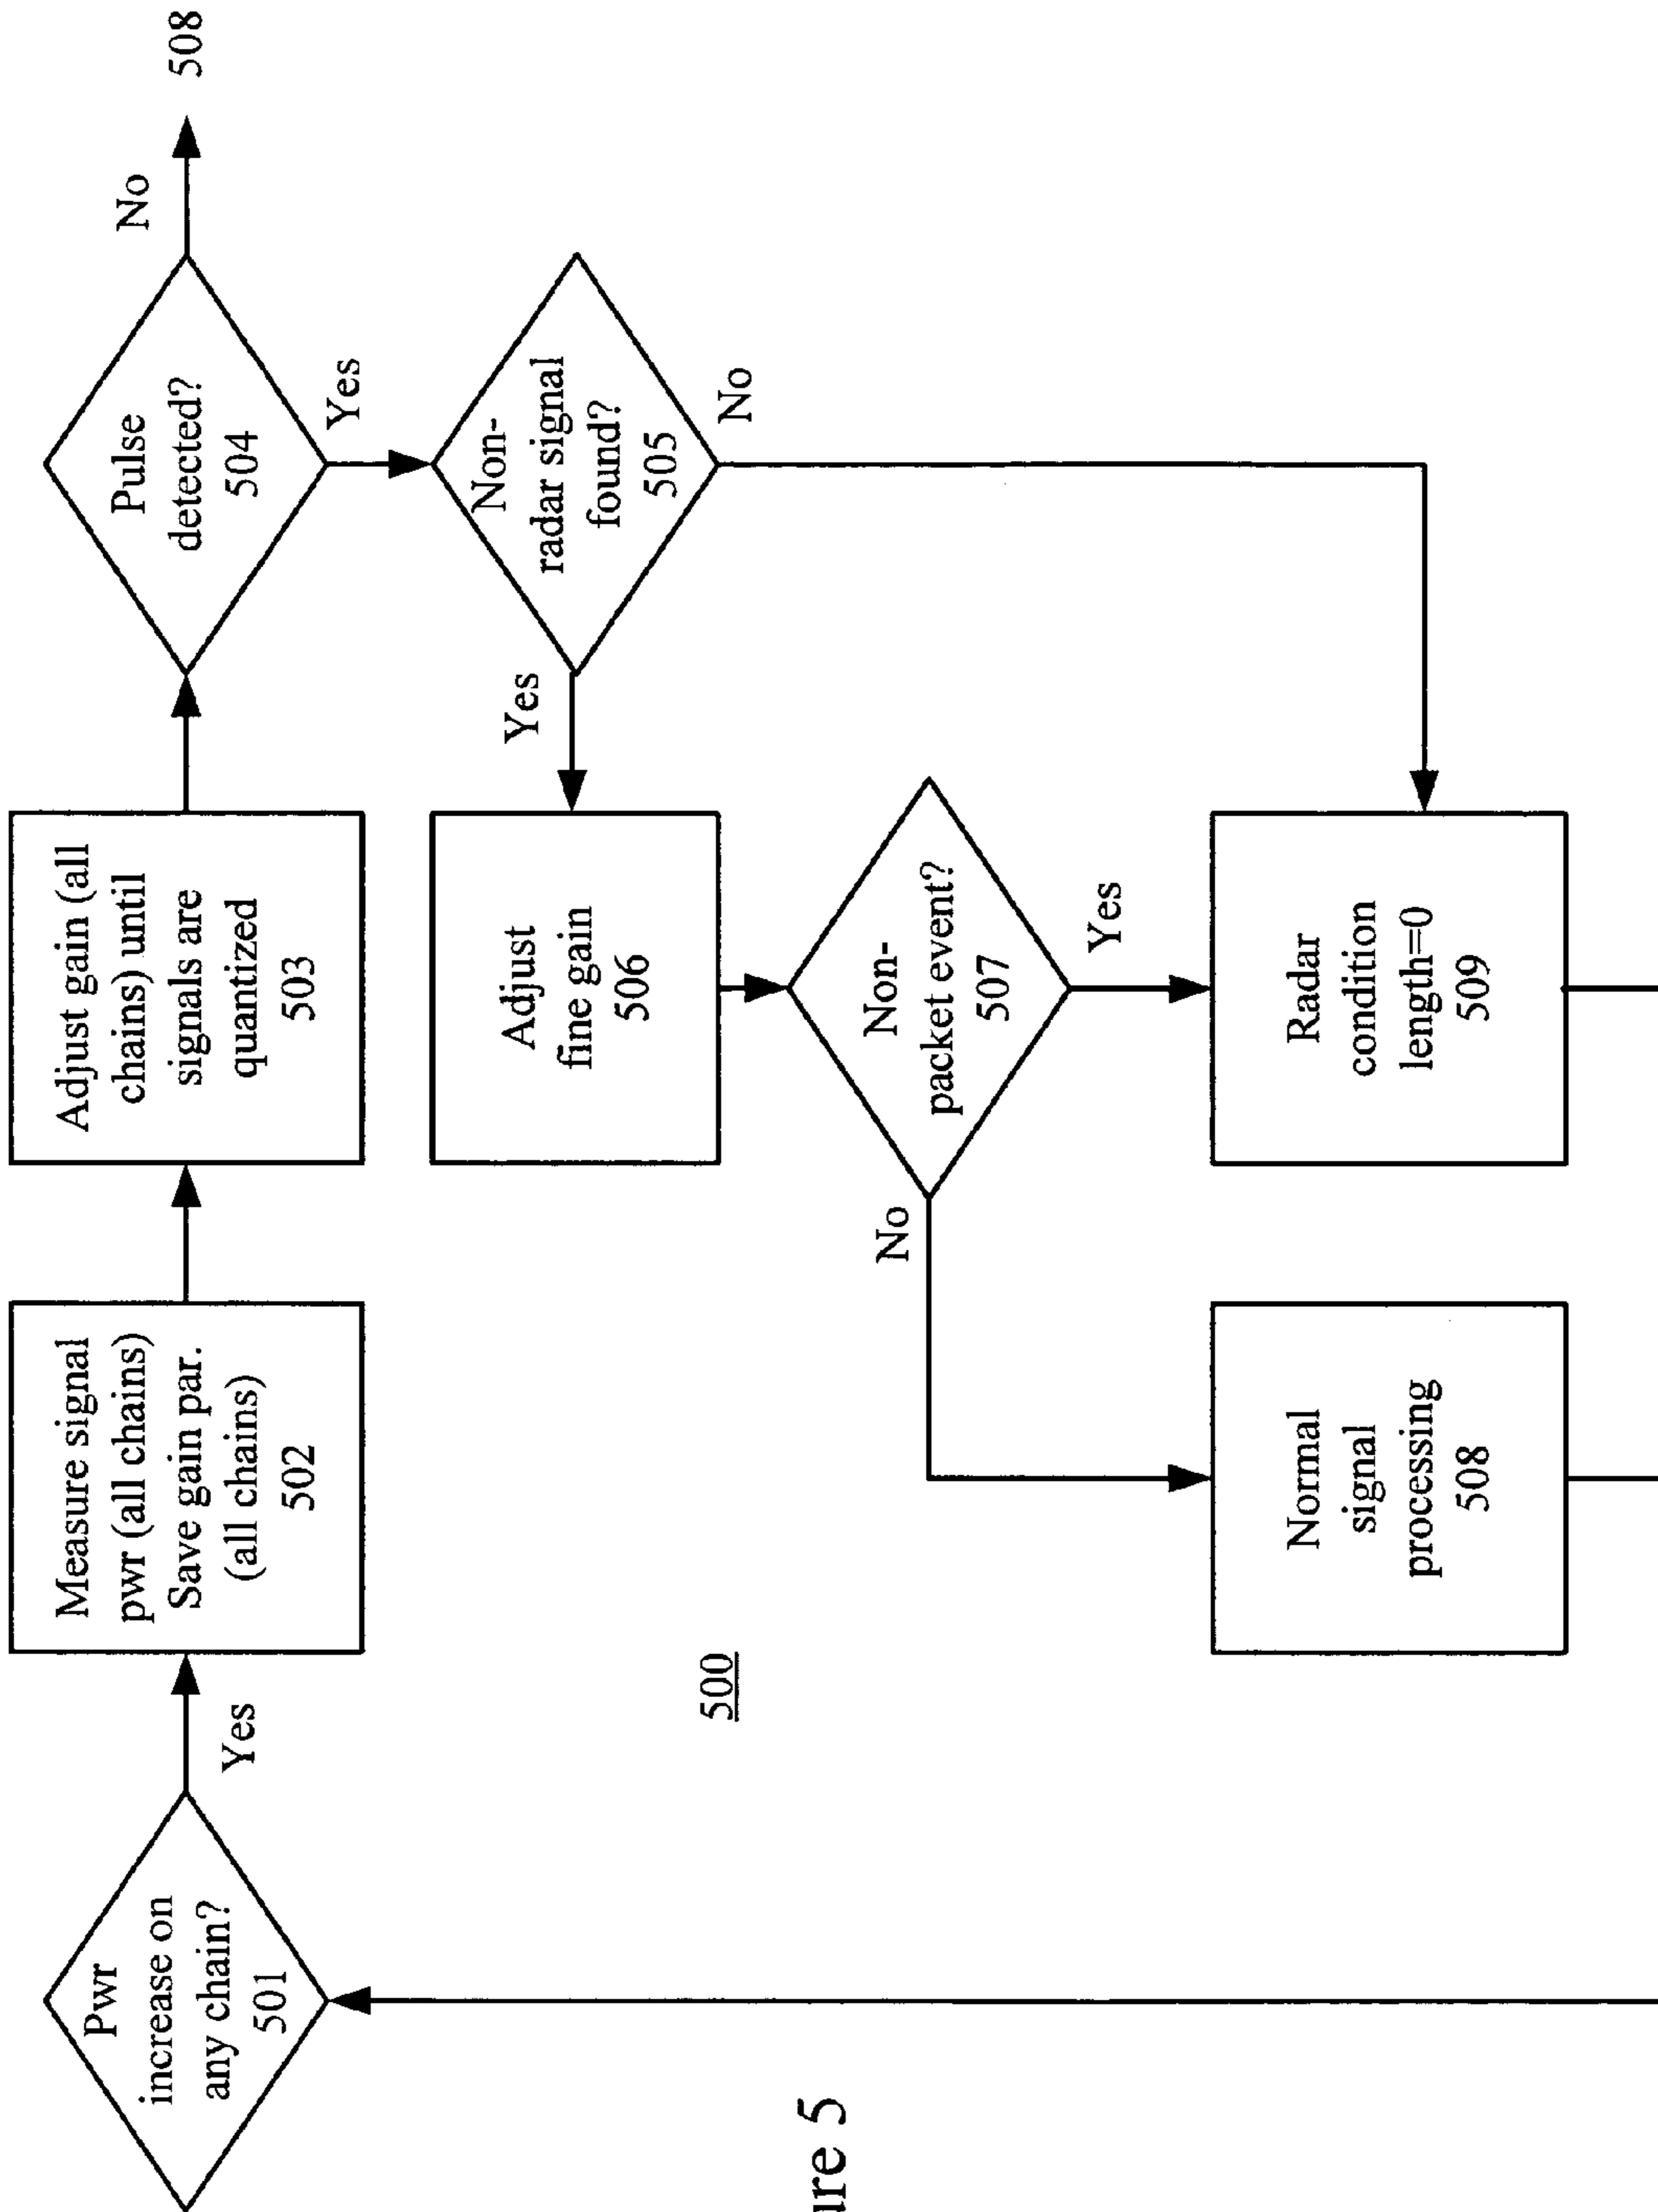 Pwr
increase on
any chain?
501
Yes
Measure signal
pwr (all chains)
Save gain par.
(all chains)
502
Adjust gain (all
chains) until
signals are
quantized
503
Pulse
detected?
504
No
508
Yes
Non-
radar signal
found?
505
Yes
No
Adjust
fine gain
506
Non-
packet event?
507
No
Yes
500
Normal
signal
processing
508
Radar
condition
length=0
509
ure 5